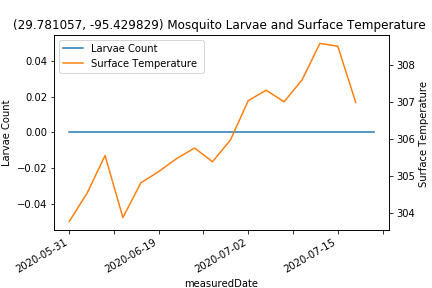 (29.781057, -95.429829) Mosquito Larvae and Surface Temperature
Larvae Count
Surface Temperature
0.04
0.02
0.00
−0.02
−0.04
Larvae Count
308
307
306
305
304
Surface Temperature
2020-05-31
2020-06-19
2020-07-02
2020-07-15
measuredDate